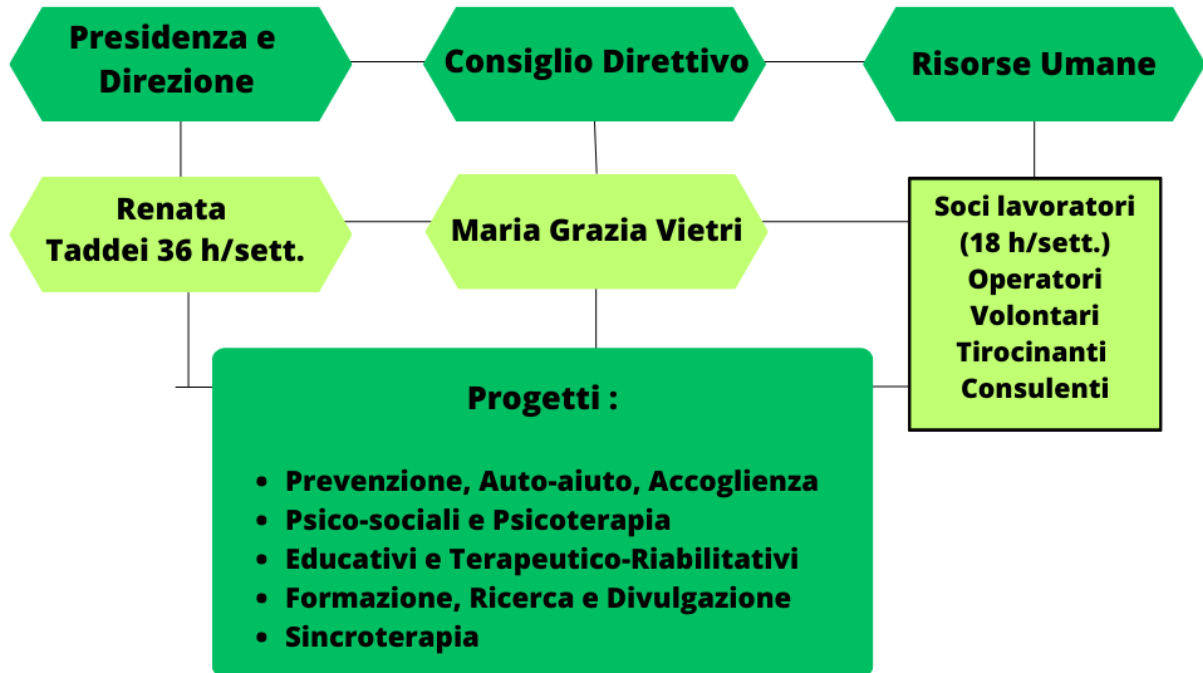 Presidenza e
Direzione
Consiglio Direttivo
Risorse Umane
Renata
Taddei 36 h/sett.
Maria Grazia Vietri
Soci lavoratori
(18 h/sett.)
Operatori
Volontari
Tirocinanti
Consulenti
Progetti :
• Prevenzione, Auto-aiuto, Accoglienza
• Psico-sociali e Psicoterapia
• Educativi e Terapeutico-Riabilitativi
• Formazione, Ricerca e Divulgazione
• Sincroterapia